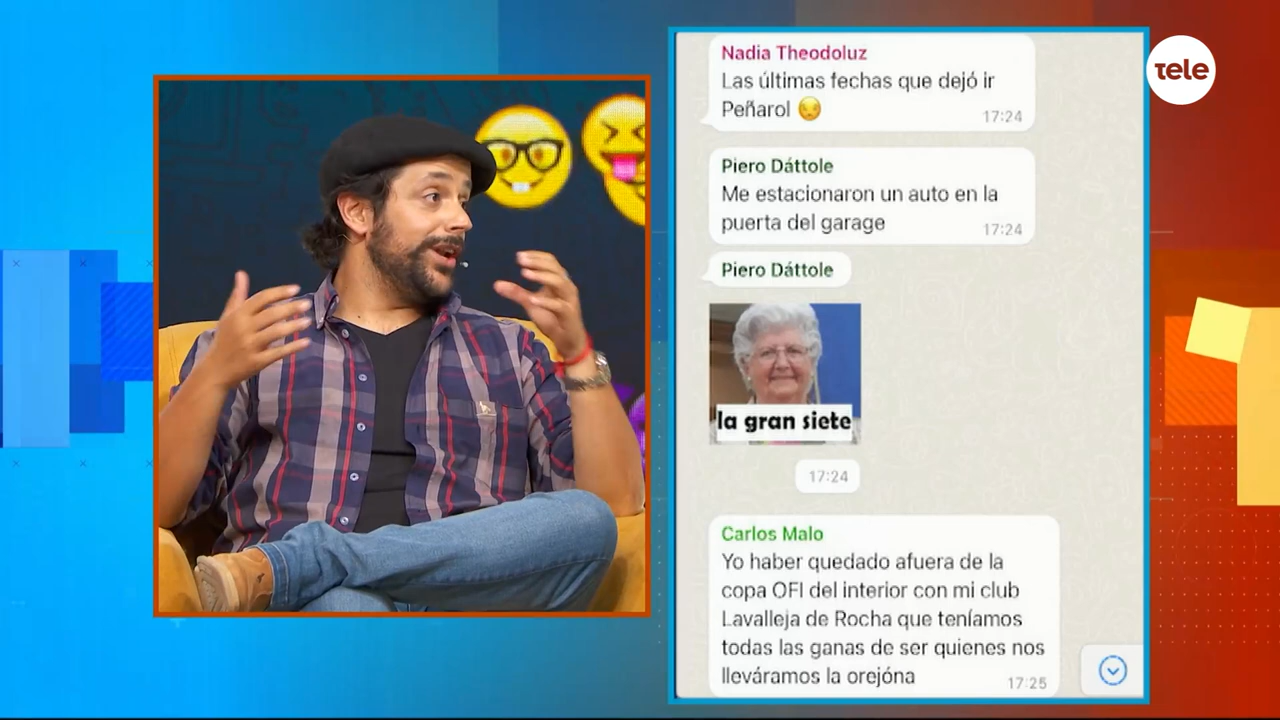 tele
Nadia Theodoluz
Las últimas fechas que dejó ir
Peñarol
17:24
Piero Dáttole
Me estacionaron un auto en la
puerta del garage
17:24
Piero Dáttole
la gran siete
17:24
Carlos Malo
Yo haber quedado afuera de la
copa OFI del interior con mi club
Lavalleja de Rocha que teníamos
todas las ganas de ser quienes nos
lleváramos la orejóna
17:25